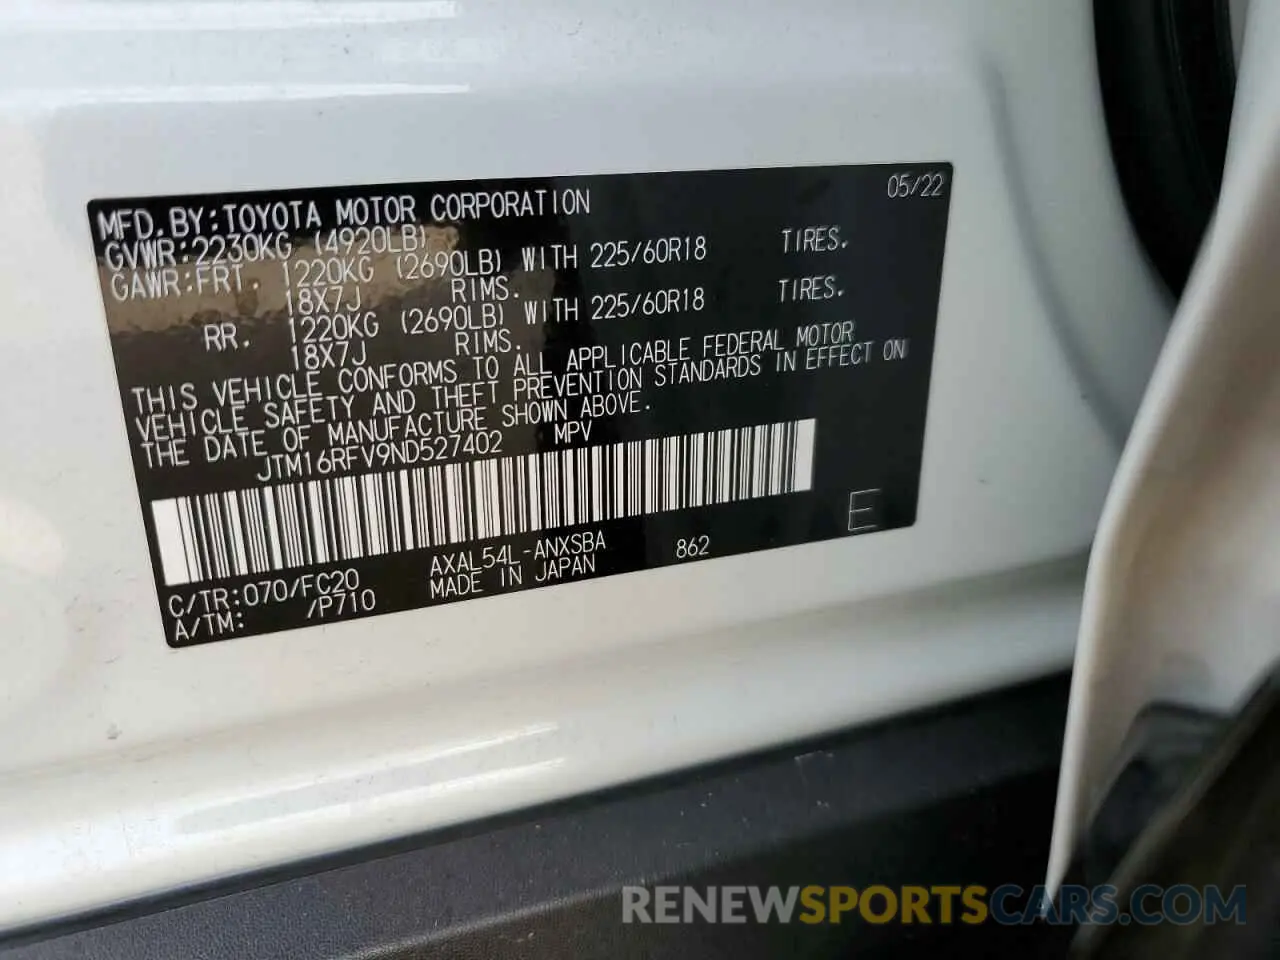 05/22
MFD.BY:TOYOTA MOTOR CORPORATION
GVWR:2230KG (4920LB)
GAWR:FRT. 1220KG (2690LB) WITH 225/60R18 TIRES.
18X7J RIMS.
RR. 1220KG (2690LB) WITH 225/60R18 TIRES.
18X7J RIMS.
THIS VEHICLE CONFORMS TO ALL APPLICABLE FEDERAL MOTOR
VEHICLE SAFETY AND THEFT PREVENTION STANDARDS IN EFFECT ON
THE DATE OF MANUFACTURE SHOWN ABOVE.
JTM16RFV9ND527402 MPV
E
C/TR:070/FC20 AXAL54L-ANXSBA 862
A/TM: /P710 MADE IN JAPAN
RENEWSPORTSCARS.COM